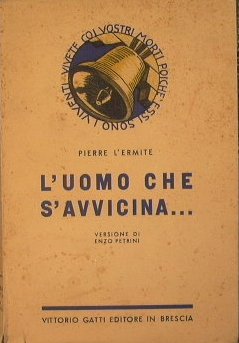 VIVETE COI VOSTRI MORTI POICHE' ESSI SONO I VIVENTI
PIERRE L'ERMITE
L'UOMO CHE
S'AVVICINA...
VERSIONE DI
ENZO PETRINI
VITTORIO GATTI EDITORE IN BRESCIA